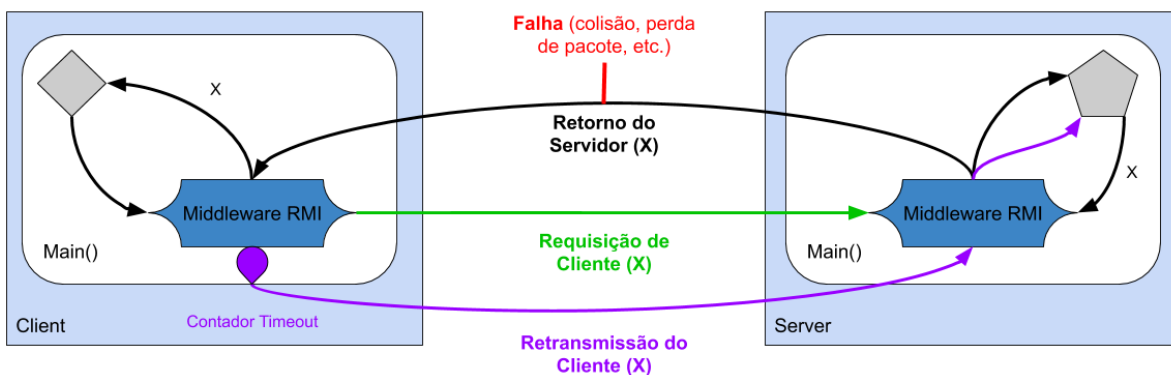 Falha (colisão, perda
de pacote, etc.)
X
Retorno do
Servidor (X)
X
Middleware RMI
Middleware RMI
Main()
Requisição de
Cliente (X)
Main()
Client
Contador Timeout
Server
Retransmissão do
Cliente (X)